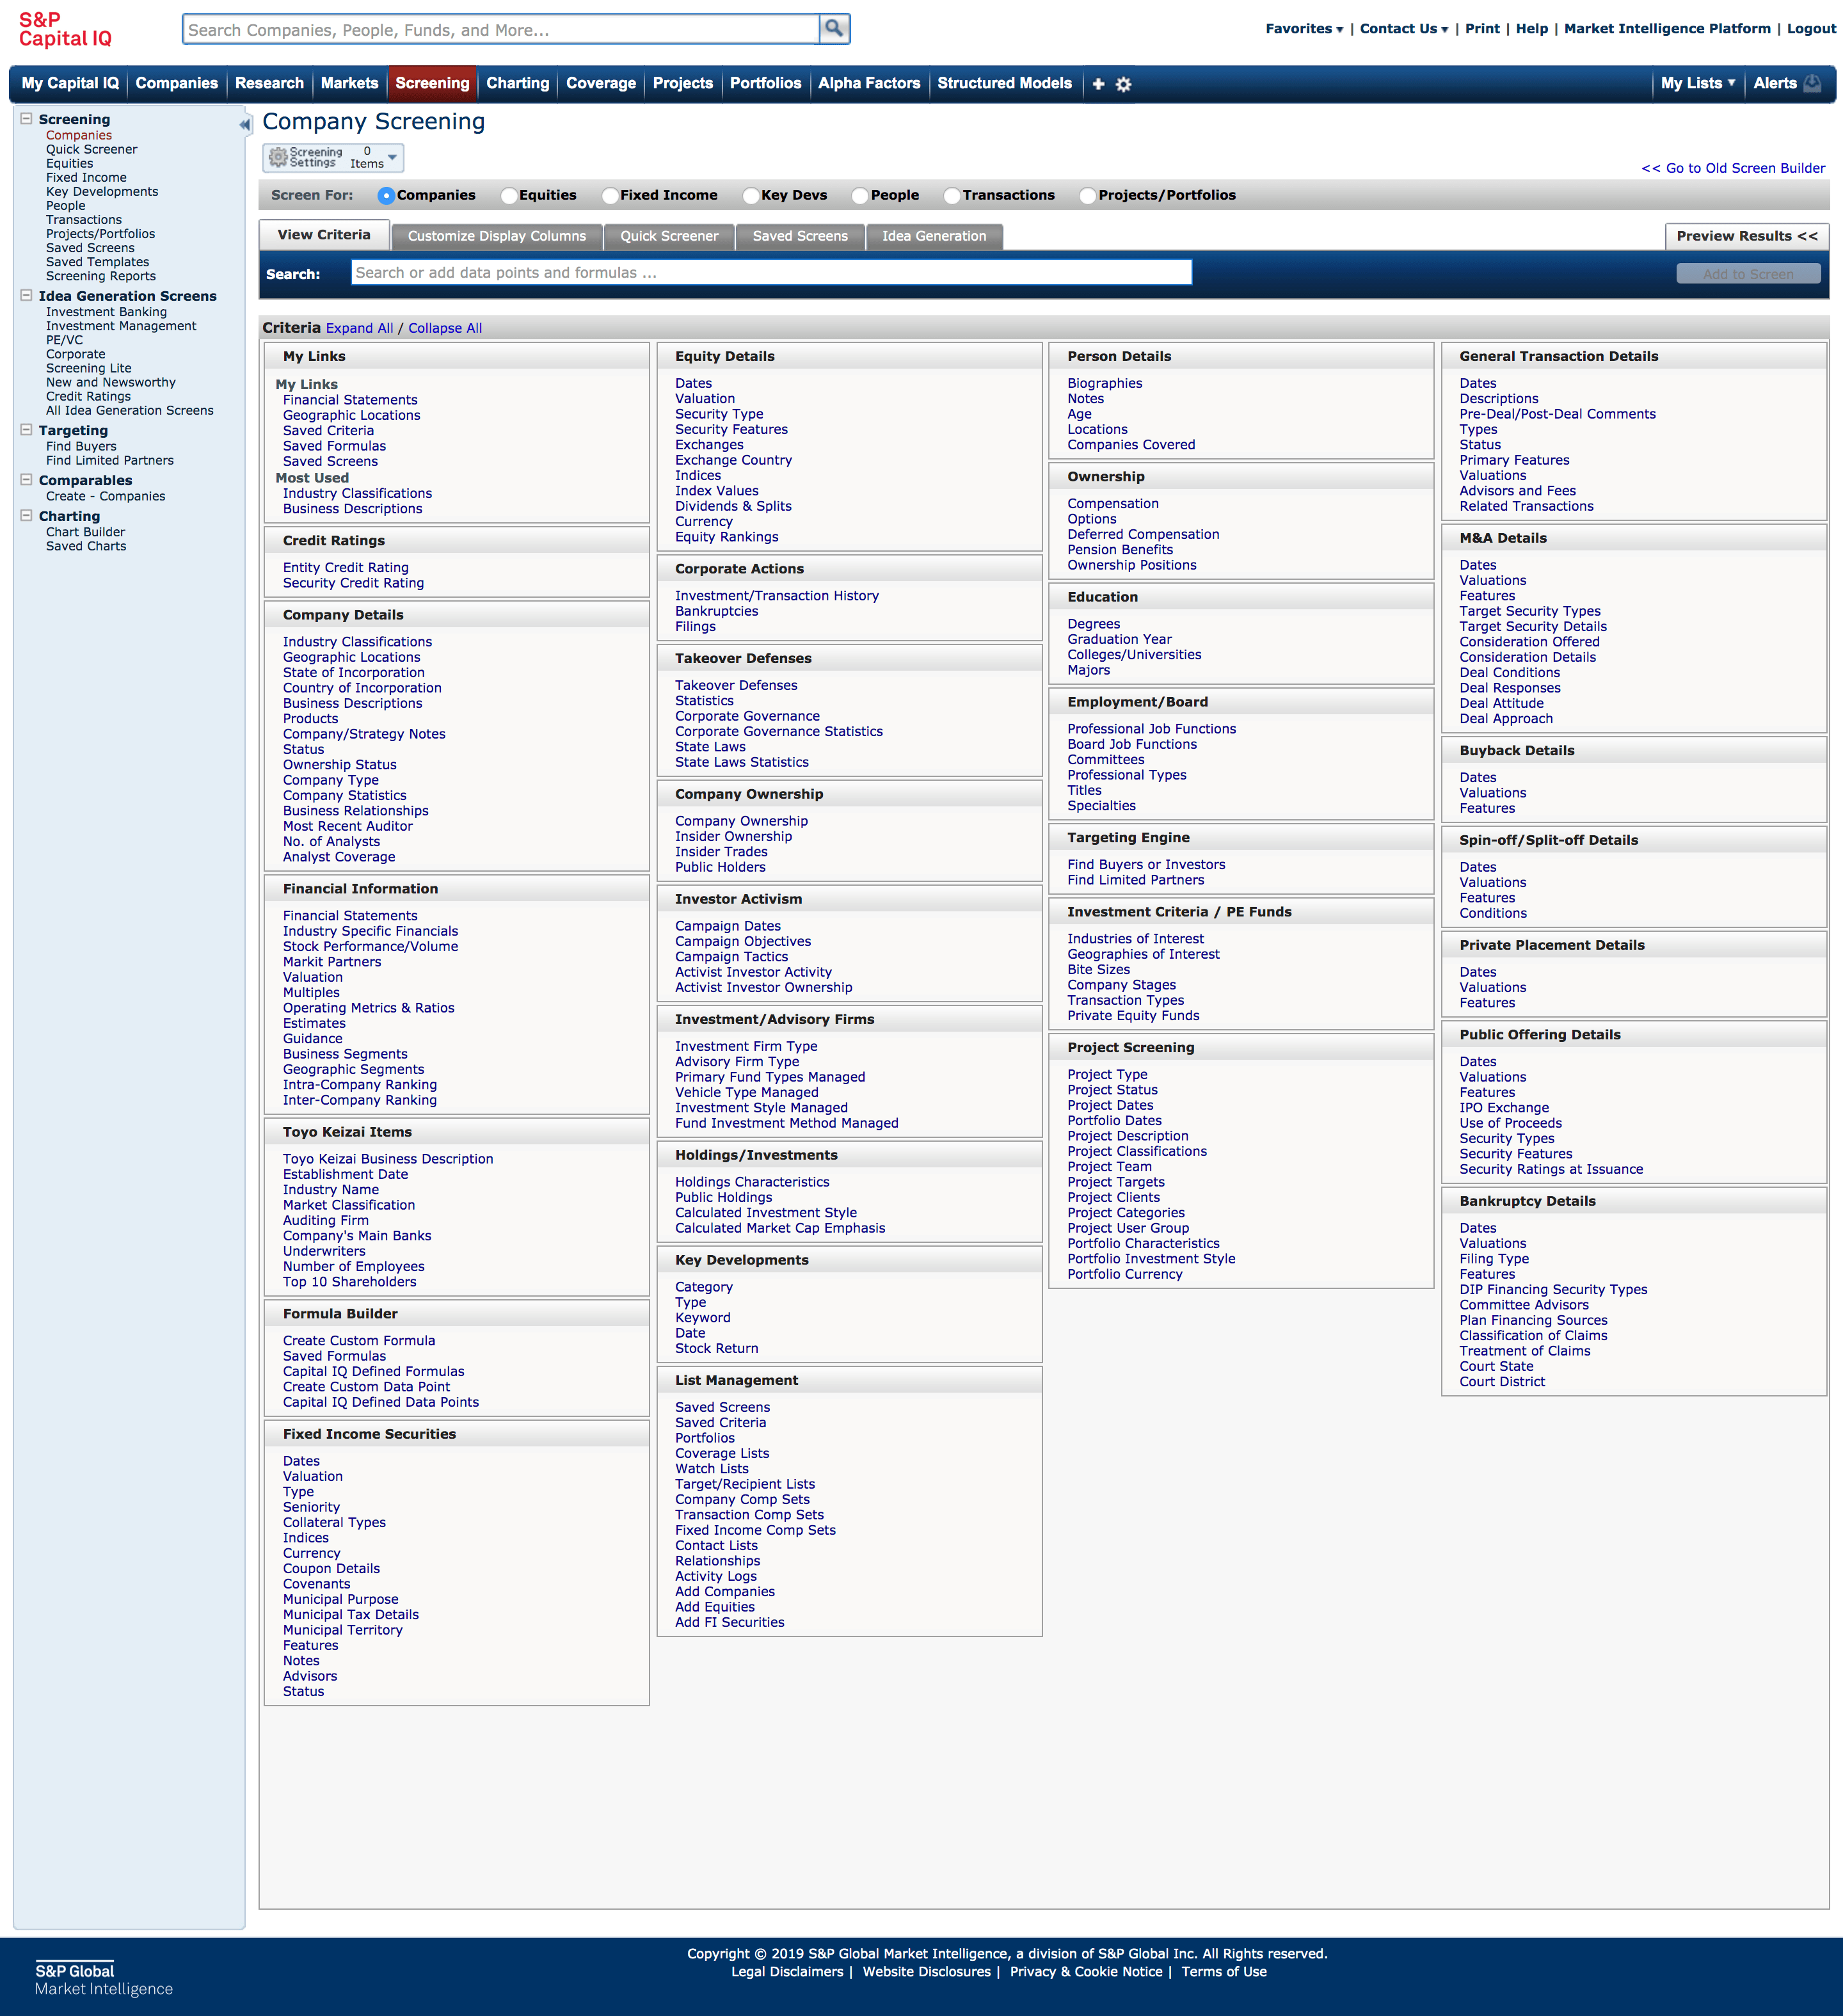 S&P
Capital IQ
Search Companies, People, Funds, and More...
Favorites ▾ | Contact Us ▾ | Print | Help | Market Intelligence Platform | Logout
My Capital IQ Companies Research Markets Screening Charting Coverage Projects Portfolios Alpha Factors Structured Models
My Lists ▾ Alerts
Screening
Companies
Quick Screener
Equities
Fixed Income
Key Developments
People
Transactions
Projects/Portfolios
Saved Screens
Saved Templates
Screening Reports
Idea Generation Screens
Investment Banking
Investment Management
PE/VC
Corporate
Screening Lite
New and Newsworthy
Credit Ratings
All Idea Generation Screens
Targeting
Find Buyers
Find Limited Partners
Comparables
Create - Companies
Charting
Chart Builder
Saved Charts
Company Screening
Screening Settings 0 Items
<< Go to Old Screen Builder
Screen For: Companies Equities Fixed Income Key Devs People Transactions Projects/Portfolios
View Criteria Customize Display Columns Quick Screener Saved Screens Idea Generation
Preview Results <<
Search: Search or add data points and formulas ...
Add to Screen
Criteria Expand All / Collapse All
My Links
My Links
Financial Statements
Geographic Locations
Saved Criteria
Saved Formulas
Saved Screens
Most Used
Industry Classifications
Business Descriptions
Credit Ratings
Entity Credit Rating
Security Credit Rating
Company Details
Industry Classifications
Geographic Locations
State of Incorporation
Country of Incorporation
Business Descriptions
Products
Company/Strategy Notes
Status
Ownership Status
Company Type
Company Statistics
Business Relationships
Most Recent Auditor
No. of Analysts
Analyst Coverage
Financial Information
Financial Statements
Industry Specific Financials
Stock Performance/Volume
Markit Partners
Valuation
Multiples
Operating Metrics & Ratios
Estimates
Guidance
Business Segments
Geographic Segments
Intra-Company Ranking
Inter-Company Ranking
Toyo Keizai Items
Toyo Keizai Business Description
Establishment Date
Industry Name
Market Classification
Auditing Firm
Company's Main Banks
Underwriters
Number of Employees
Top 10 Shareholders
Formula Builder
Create Custom Formula
Saved Formulas
Capital IQ Defined Formulas
Create Custom Data Point
Capital IQ Defined Data Points
Fixed Income Securities
Dates
Valuation
Type
Seniority
Collateral Types
Indices
Currency
Coupon Details
Covenants
Municipal Purpose
Municipal Tax Details
Municipal Territory
Features
Notes
Advisors
Status
Equity Details
Dates
Valuation
Security Type
Security Features
Exchanges
Exchange Country
Indices
Index Values
Dividends & Splits
Currency
Equity Rankings
Corporate Actions
Investment/Transaction History
Bankruptcies
Filings
Takeover Defenses
Takeover Defenses
Statistics
Corporate Governance
Corporate Governance Statistics
State Laws
State Laws Statistics
Company Ownership
Company Ownership
Insider Ownership
Insider Trades
Public Holders
Investor Activism
Campaign Dates
Campaign Objectives
Campaign Tactics
Activist Investor Activity
Activist Investor Ownership
Investment/Advisory Firms
Investment Firm Type
Advisory Firm Type
Primary Fund Types Managed
Vehicle Type Managed
Investment Style Managed
Fund Investment Method Managed
Holdings/Investments
Holdings Characteristics
Public Holdings
Calculated Investment Style
Calculated Market Cap Emphasis
Key Developments
Category
Type
Keyword
Date
Stock Return
List Management
Saved Screens
Saved Criteria
Portfolios
Coverage Lists
Watch Lists
Target/Recipient Lists
Company Comp Sets
Transaction Comp Sets
Fixed Income Comp Sets
Contact Lists
Relationships
Activity Logs
Add Companies
Add Equities
Add FI Securities
Person Details
Biographies
Notes
Age
Locations
Companies Covered
Ownership
Compensation
Options
Deferred Compensation
Pension Benefits
Ownership Positions
Education
Degrees
Graduation Year
Colleges/Universities
Majors
Employment/Board
Professional Job Functions
Board Job Functions
Committees
Professional Types
Titles
Specialties
Targeting Engine
Find Buyers or Investors
Find Limited Partners
Investment Criteria / PE Funds
Industries of Interest
Geographies of Interest
Bite Sizes
Company Stages
Transaction Types
Private Equity Funds
Project Screening
Project Type
Project Status
Project Dates
Portfolio Dates
Project Description
Project Classifications
Project Team
Project Targets
Project Clients
Project Categories
Project User Group
Portfolio Characteristics
Portfolio Investment Style
Portfolio Currency
General Transaction Details
Dates
Descriptions
Pre-Deal/Post-Deal Comments
Types
Status
Primary Features
Valuations
Advisors and Fees
Related Transactions
M&A Details
Dates
Valuations
Features
Target Security Types
Target Security Details
Consideration Offered
Consideration Details
Deal Conditions
Deal Responses
Deal Attitude
Deal Approach
Buyback Details
Dates
Valuations
Features
Spin-off/Split-off Details
Dates
Valuations
Features
Conditions
Private Placement Details
Dates
Valuations
Features
Public Offering Details
Dates
Valuations
Features
IPO Exchange
Use of Proceeds
Security Types
Security Features
Security Ratings at Issuance
Bankruptcy Details
Dates
Valuations
Filing Type
Features
DIP Financing Security Types
Committee Advisors
Plan Financing Sources
Classification of Claims
Treatment of Claims
Court State
Court District
S&P Global
Market Intelligence
Copyright © 2019 S&P Global Market Intelligence, a division of S&P Global Inc. All Rights reserved.
Legal Disclaimers | Website Disclosures | Privacy & Cookie Notice | Terms of Use